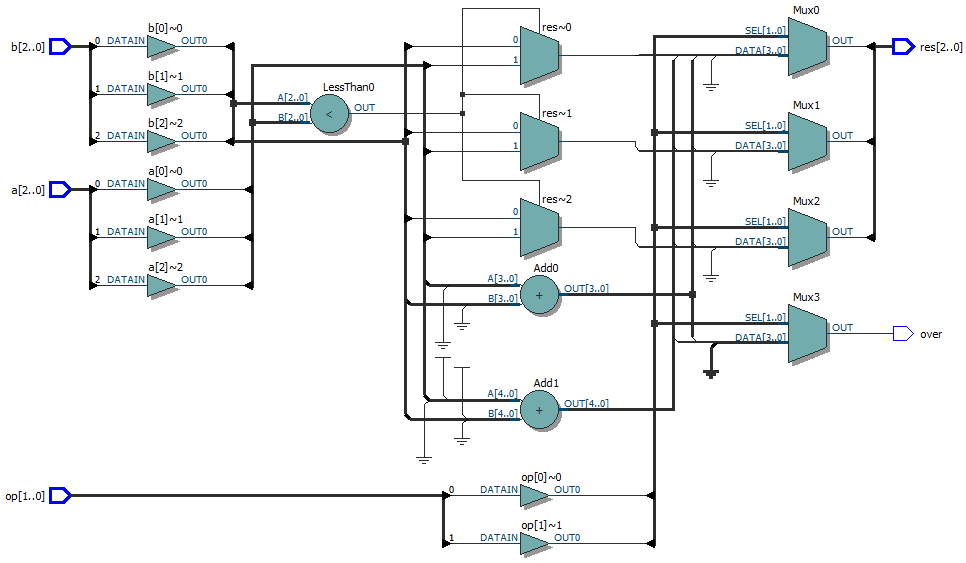 b[2..0]
0 DATAIN b[0]~0 OUT0
1 DATAIN b[1]~1 OUT0
2 DATAIN b[2]~2 OUT0
a[2..0]
0 DATAIN a[0]~0 OUT0
1 DATAIN a[1]~1 OUT0
2 DATAIN a[2]~2 OUT0
LessThan0
A[2..0]
B[2..0]
<
OUT
res~0
0
1
res~1
0
1
res~2
0
1
Add0
A[3..0]
B[3..0]
+
OUT[3..0]
Add1
A[4..0]
B[4..0]
+
OUT[4..0]
op[1..0]
0 DATAIN op[0]~0 OUT0
1 DATAIN op[1]~1 OUT0
Mux0
SEL[1..0]
DATA[3..0]
OUT
Mux1
SEL[1..0]
DATA[3..0]
OUT
Mux2
SEL[1..0]
DATA[3..0]
OUT
Mux3
SEL[1..0]
DATA[3..0]
OUT
res[2..0]
over